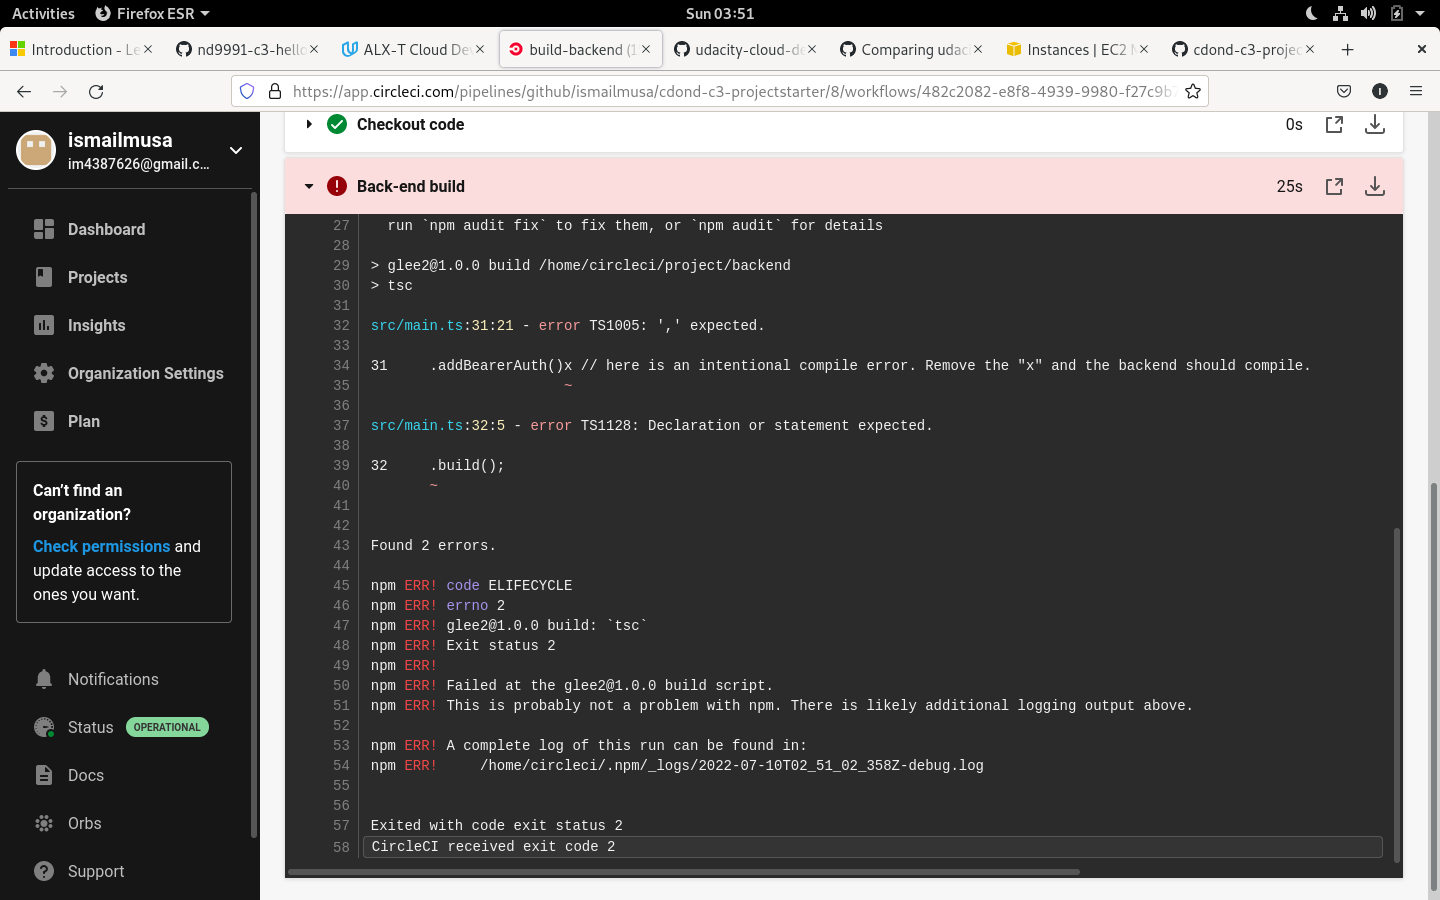 Activities
Firefox ESR
Sun 03:51
Introduction - Le
nd9991-c3-hello
ALX-T Cloud Dev
build-backend (1
udacity-cloud-de
Comparing udac
Instances | EC2 M
cdond-c3-projec
https://app.circleci.com/pipelines/github/ismailmusa/cdond-c3-projectstarter/8/workflows/482c2082-e8f8-4939-9980-f27c9b7
ismailmusa
im4387626@gmail.c...
Dashboard
Projects
Insights
Organization Settings
Plan
Can't find an
organization?
Check permissions and
update access to the
ones you want.
Notifications
Status OPERATIONAL
Docs
Orbs
Support
Checkout code 0s
Back-end build 25s
27 run `npm audit fix` to fix them, or `npm audit` for details
28
29 > glee2@1.0.0 build /home/circleci/project/backend
30 > tsc
31
32 src/main.ts:31:21 - error TS1005: ',' expected.
33
34 31 .addBearerAuth()x // here is an intentional compile error. Remove the "x" and the backend should compile.
35 ~
36
37 src/main.ts:32:5 - error TS1128: Declaration or statement expected.
38
39 32 .build();
40 ~
41
42
43 Found 2 errors.
44
45 npm ERR! code ELIFECYCLE
46 npm ERR! errno 2
47 npm ERR! glee2@1.0.0 build: `tsc`
48 npm ERR! Exit status 2
49 npm ERR!
50 npm ERR! Failed at the glee2@1.0.0 build script.
51 npm ERR! This is probably not a problem with npm. There is likely additional logging output above.
52
53 npm ERR! A complete log of this run can be found in:
54 npm ERR! /home/circleci/.npm/_logs/2022-07-10T02_51_02_358Z-debug.log
55
56
57 Exited with code exit status 2
58 CircleCI received exit code 2